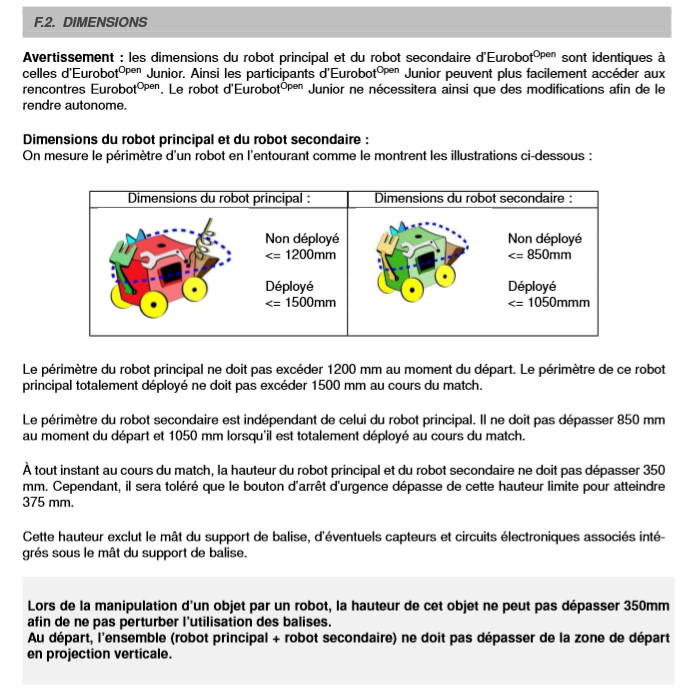 F.2. DIMENSIONS
Avertissement : les dimensions du robot principal et du robot secondaire d'Eurobot^Open sont identiques à
celles d'Eurobot^Open Junior. Ainsi les participants d'Eurobot^Open Junior peuvent plus facilement accéder aux
rencontres Eurobot^Open. Le robot d'Eurobot^Open Junior ne nécessitera ainsi que des modifications afin de le
rendre autonome.
Dimensions du robot principal et du robot secondaire :
On mesure le périmètre d'un robot en l'entourant comme le montrent les illustrations ci-dessous :
Dimensions du robot principal :
Non déployé
<= 1200mm
Déployé
<= 1500mm
Dimensions du robot secondaire :
Non déployé
<= 850mm
Déployé
<= 1050mmm
Le périmètre du robot principal ne doit pas excéder 1200 mm au moment du départ. Le périmètre de ce robot
principal totalement déployé ne doit pas excéder 1500 mm au cours du match.
Le périmètre du robot secondaire est indépendant de celui du robot principal. Il ne doit pas dépasser 850 mm
au moment du départ et 1050 mm lorsqu'il est totalement déployé au cours du match.
À tout instant au cours du match, la hauteur du robot principal et du robot secondaire ne doit pas dépasser 350
mm. Cependant, il sera toléré que le bouton d'arrêt d'urgence dépasse de cette hauteur limite pour atteindre
375 mm.
Cette hauteur exclut le mât du support de balise, d'éventuels capteurs et circuits électroniques associés inté-
grés sous le mât du support de balise.
Lors de la manipulation d'un objet par un robot, la hauteur de cet objet ne peut pas dépasser 350mm
afin de ne pas perturber l'utilisation des balises.
Au départ, l'ensemble (robot principal + robot secondaire) ne doit pas dépasser de la zone de départ
en projection verticale.